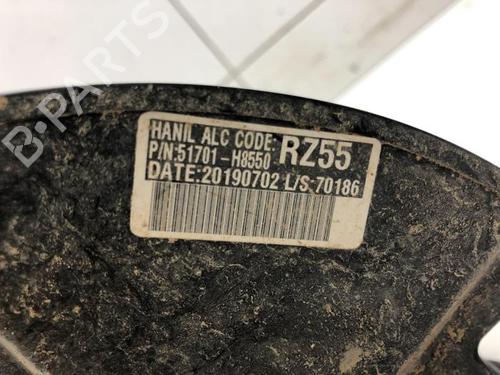 HANIL ALC CODE: RZ55
P/N:51701-H8550
DATE:20190702 L/S:70186
B-PARTS